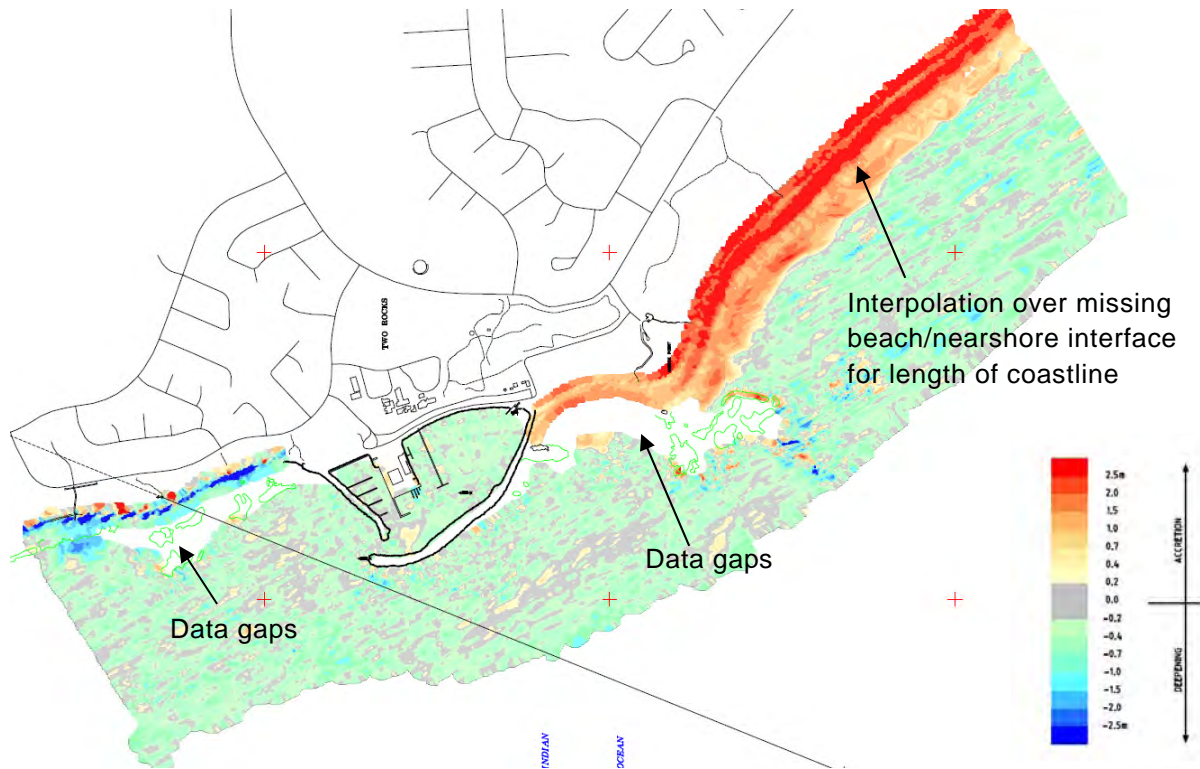 TWO ROCKS
Interpolation over missing
beach/nearshore interface
for length of coastline
Data gaps
Data gaps
2.5m
2.0
1.5
1.0
0.7
0.4
0.2
0.0
-0.2
-0.4
-0.7
-1.0
-1.5
-2.0
-2.5m
ACCRETION
DEEPENING
INDIAN
OCEAN